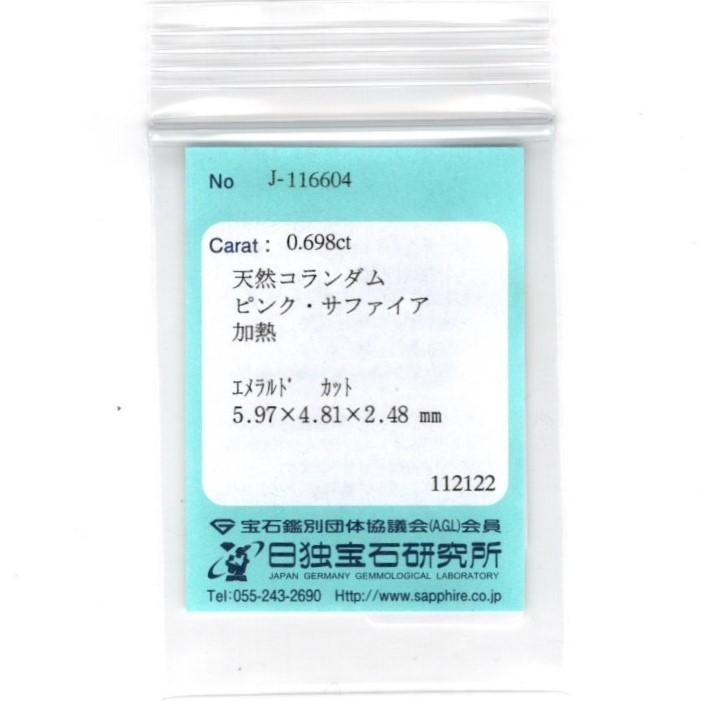 No J-116604
Carat : 0.698ct
天然コランダム
ピンク・サファイア
加熱
ｴﾒﾗﾙﾄﾞ ｶｯﾄ
5.97×4.81×2.48 mm
112122
宝石鑑別団体協議会(A.G.L)会員
日独宝石研究所
JAPAN GERMANY GEMMOLOGICAL LABORATORY
Tel:055-243-2690 Http://www.sapphire.co.jp